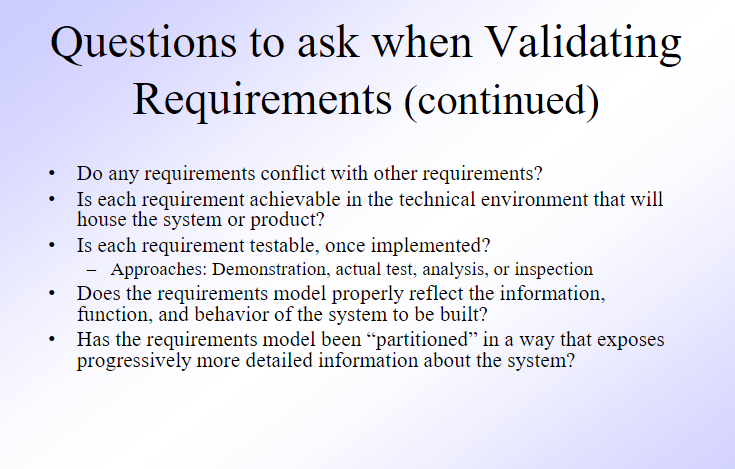 Questions to ask when Validating
Requirements (continued)
• Do any requirements conflict with other requirements?
• Is each requirement achievable in the technical environment that will
house the system or product?
• Is each requirement testable, once implemented?
– Approaches: Demonstration, actual test, analysis, or inspection
• Does the requirements model properly reflect the information,
function, and behavior of the system to be built?
• Has the requirements model been “partitioned” in a way that exposes
progressively more detailed information about the system?